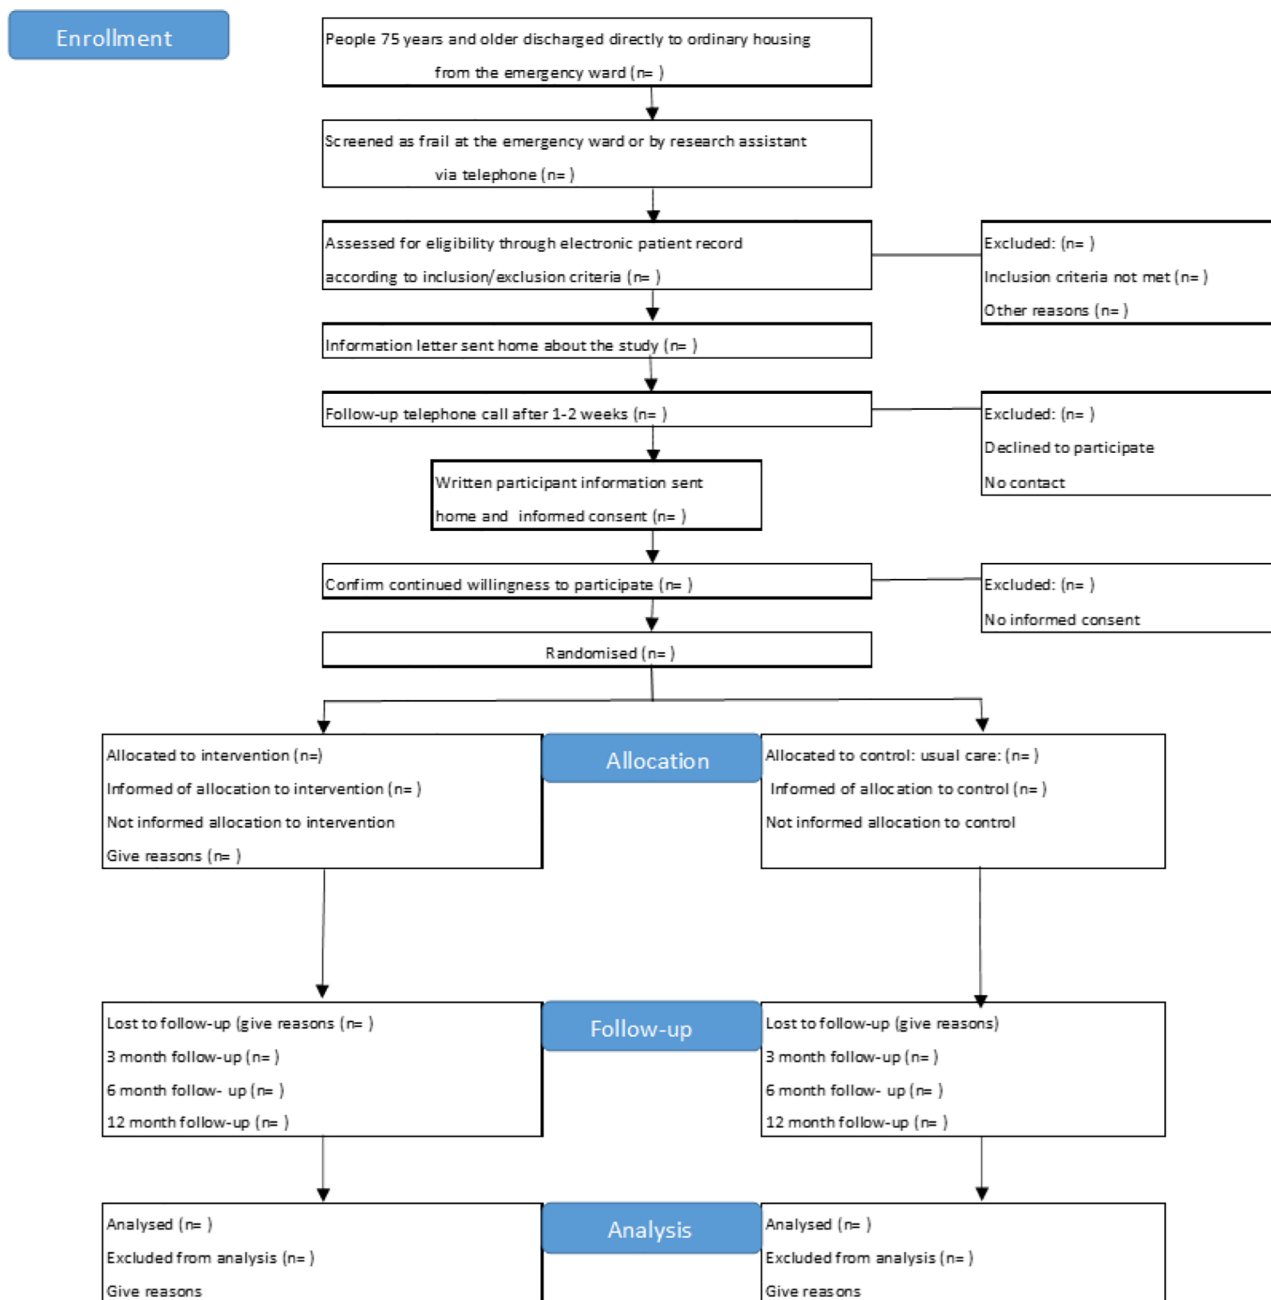 Enrollment
People 75 years and older discharged directly to ordinary housing
from the emergency ward (n= )
Screened as frail at the emergency ward or by research assistant
via telephone (n= )
Assessed for eligibility through electronic patient record
according to inclusion/exclusion criteria (n= )
Excluded: (n= )
Inclusion criteria not met (n= )
Other reasons (n= )
Information letter sent home about the study (n= )
Follow-up telephone call after 1-2 weeks (n= )
Excluded: (n= )
Declined to participate
No contact
Written participant information sent
home and informed consent (n= )
Confirm continued willingness to participate (n= )
Excluded: (n= )
No informed consent
Randomised (n= )
Allocated to intervention (n=)
Informed of allocation to intervention (n= )
Not informed allocation to intervention
Give reasons (n= )
Allocation
Allocated to control: usual care: (n= )
Informed of allocation to control (n= )
Not informed allocation to control
Lost to follow-up (give reasons (n= )
3 month follow-up (n= )
6 month follow- up (n= )
12 month follow-up (n= )
Follow-up
Lost to follow-up (give reasons)
3 month follow-up (n= )
6 month follow- up (n= )
12 month follow-up (n= )
Analysed (n= )
Excluded from analysis (n= )
Give reasons
Analysis
Analysed (n= )
Excluded from analysis (n= )
Give reasons